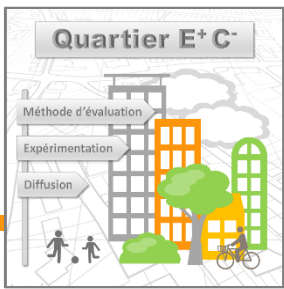 Quartier E⁺ C⁻
Méthode d'évaluation
Expérimentation
Diffusion